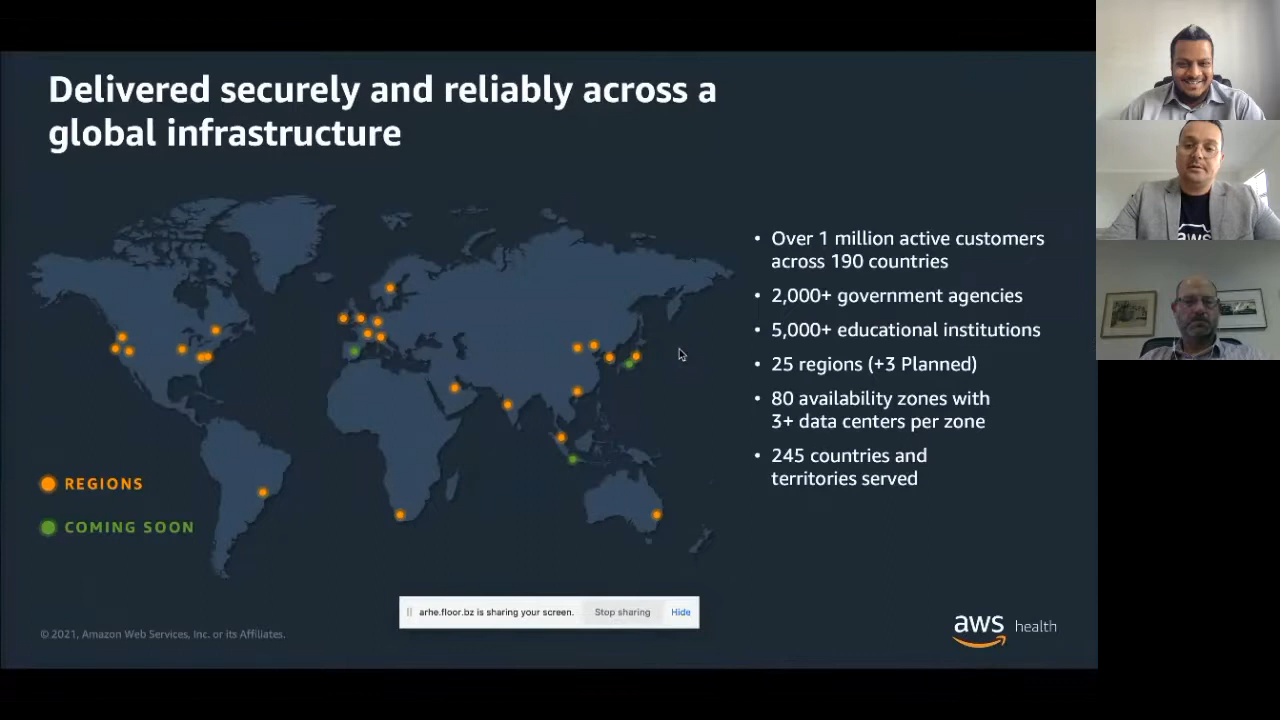 Delivered securely and reliably across a
global infrastructure
• Over 1 million active customers
across 190 countries
• 2,000+ government agencies
• 5,000+ educational institutions
• 25 regions (+3 Planned)
• 80 availability zones with
3+ data centers per zone
• 245 countries and
territories served
REGIONS
COMING SOON
arhe.floor.bz is sharing your screen. Stop sharing Hide
© 2021, Amazon Web Services, Inc. or its Affiliates.
aws health
aws